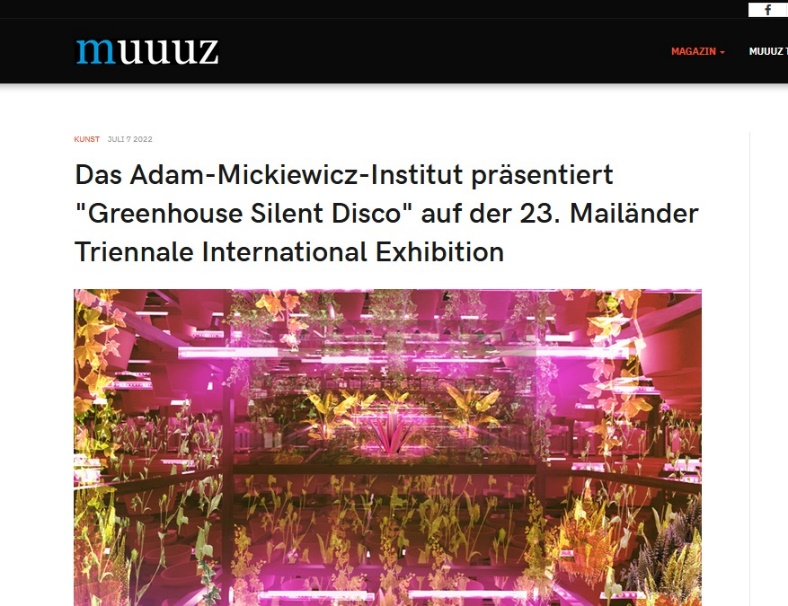 f
muuuz
MAGAZIN
MUUUZ
KUNST JULI 7 2022
Das Adam-Mickiewicz-Institut präsentiert
"Greenhouse Silent Disco" auf der 23. Mailänder
Triennale International Exhibition